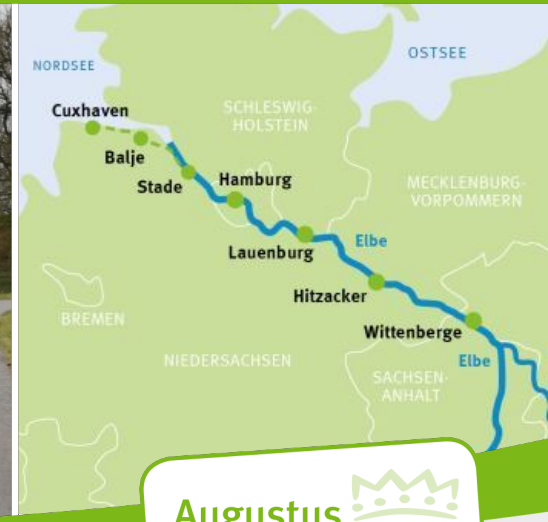 OSTSEE
NORDSEE
Cuxhaven
SCHLESWIG-
HOLSTEIN
Balje
Stade
Hamburg
MECKLENBURG-
VORPOMMERN
Lauenburg
Elbe
Hitzacker
BREMEN
Wittenberge
NIEDERSACHSEN
Elbe
SACHSEN-
ANHALT
Augustus